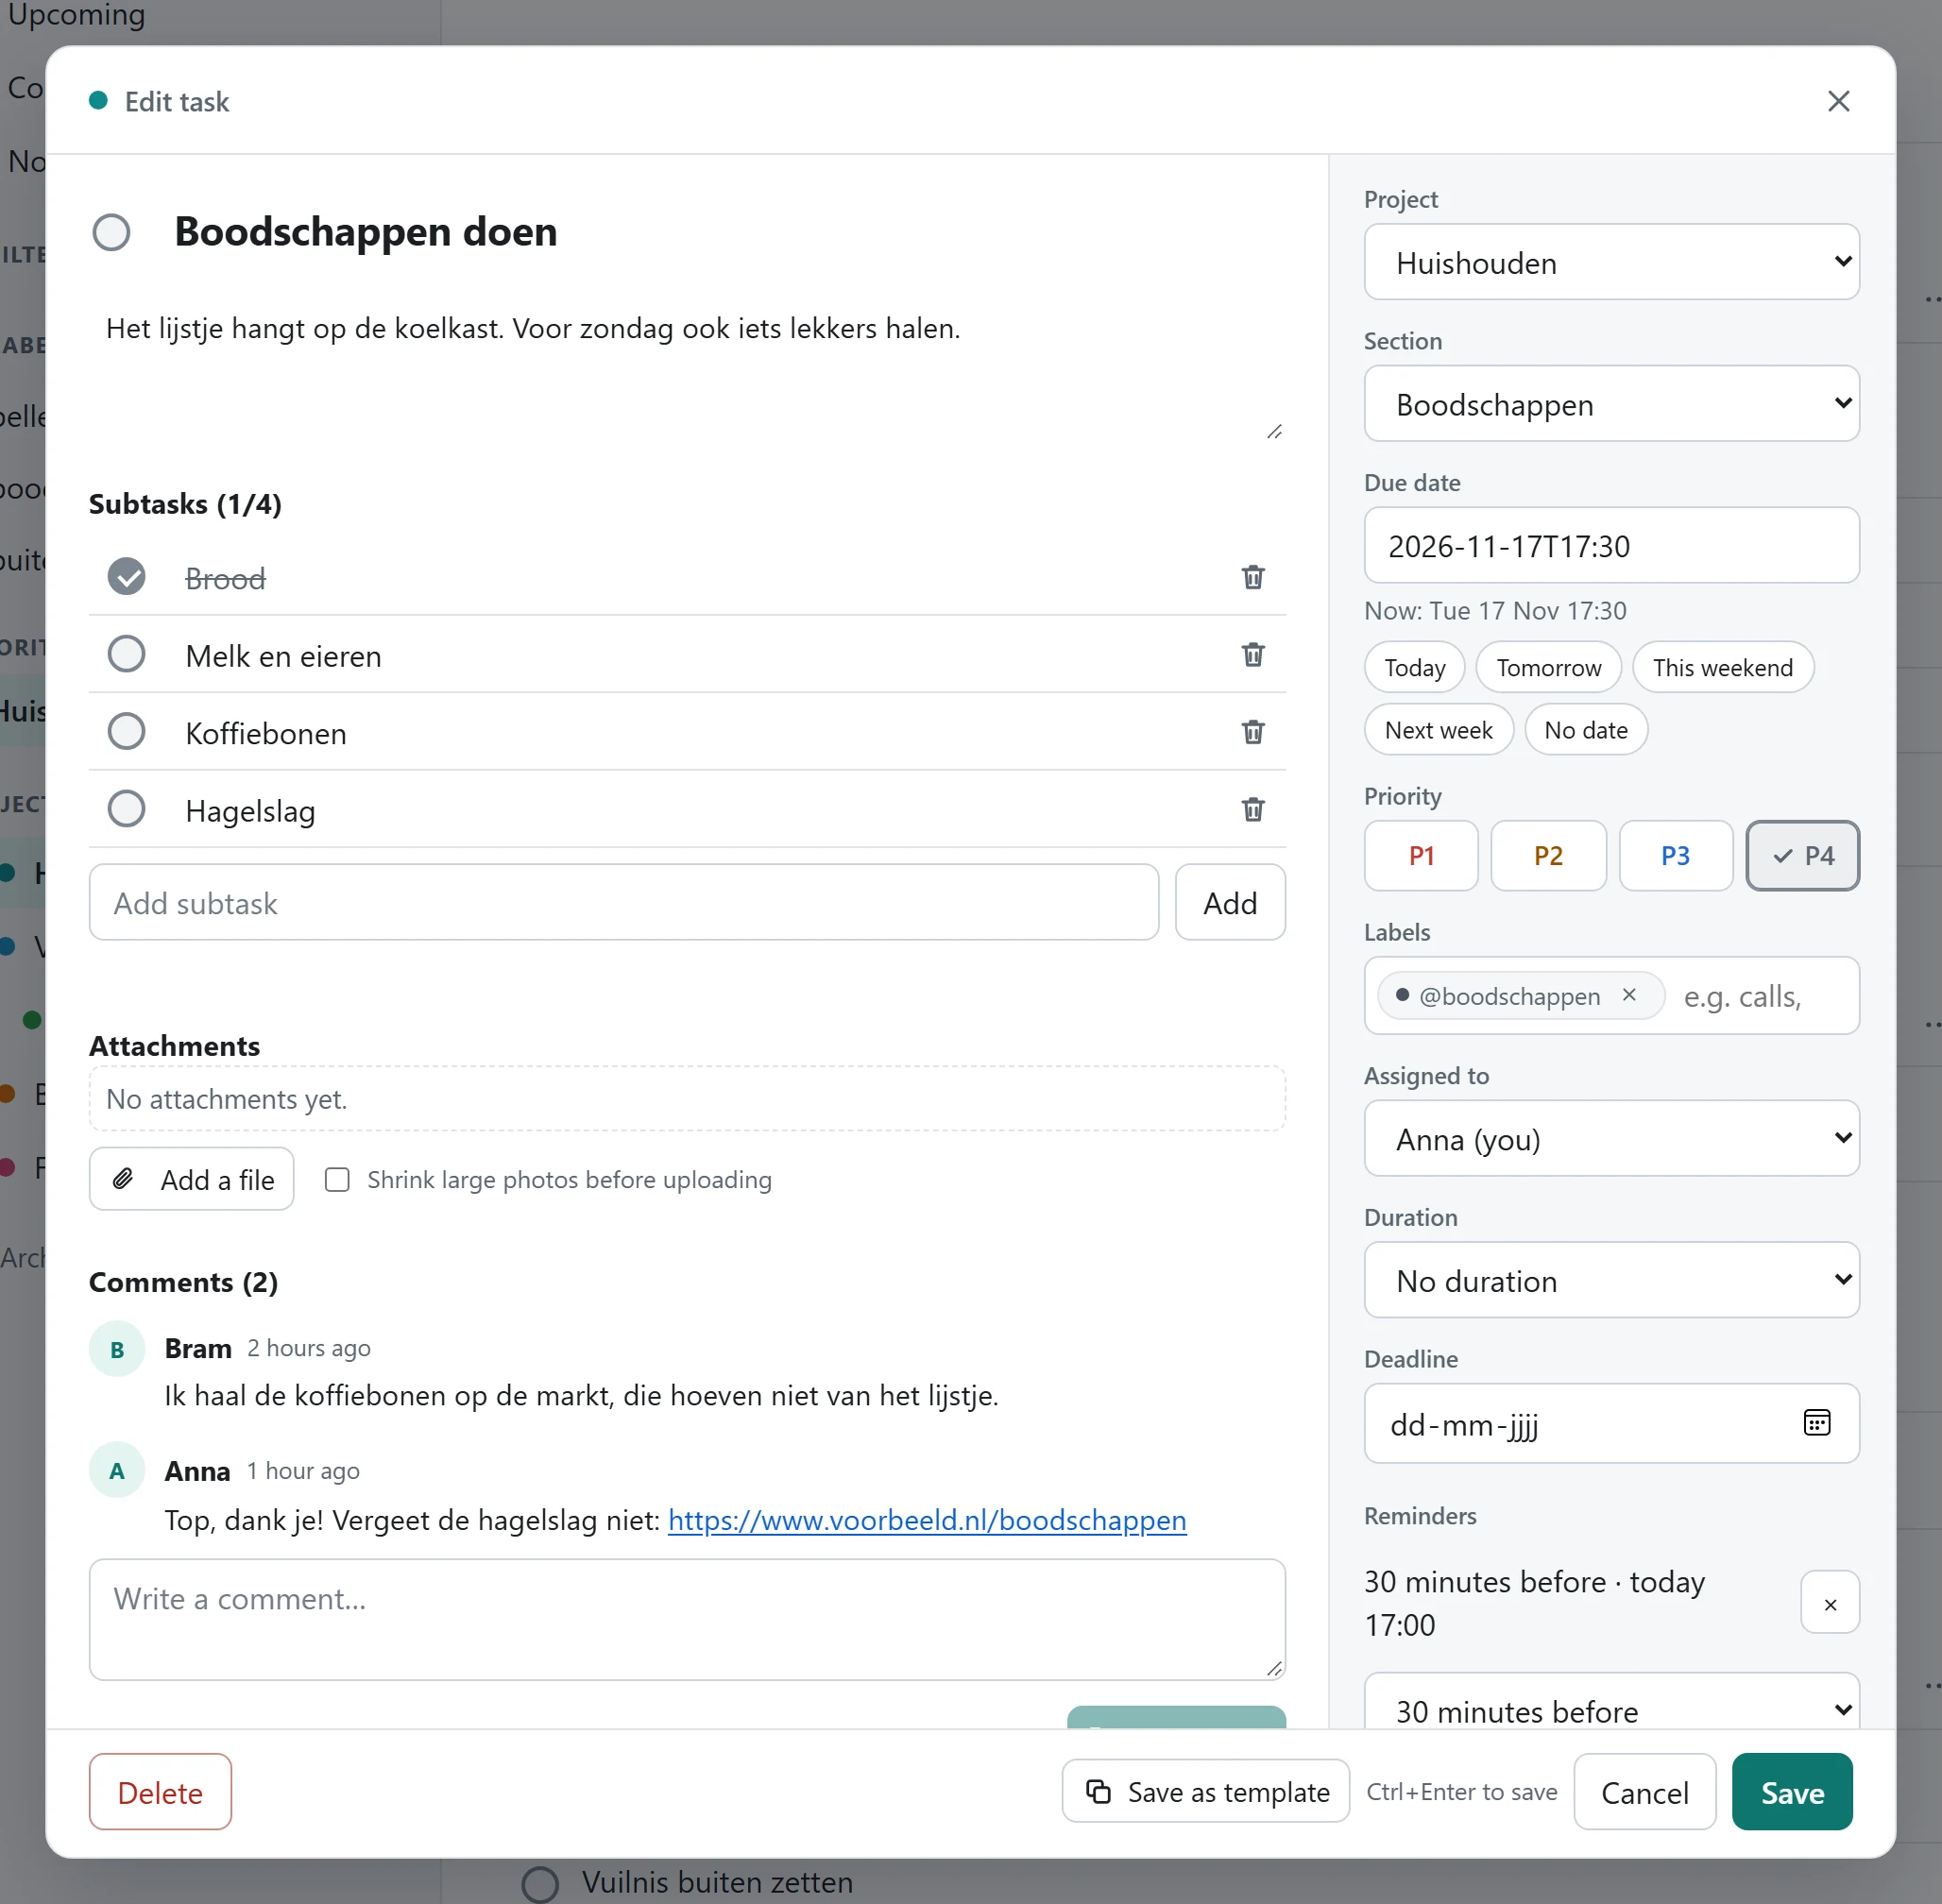 Upcoming
Edit task
Boodschappen doen
Het lijstje hangt op de koelkast. Voor zondag ook iets lekkers halen.
Subtasks (1/4)
Brood
Melk en eieren
Koffiebonen
Hagelslag
Add subtask
Add
Attachments
No attachments yet.
Add a file
Shrink large photos before uploading
Comments (2)
B
Bram 2 hours ago
Ik haal de koffiebonen op de markt, die hoeven niet van het lijstje.
A
Anna 1 hour ago
Top, dank je! Vergeet de hagelslag niet: https://www.voorbeeld.nl/boodschappen
Write a comment...
Project
Huishouden
Section
Boodschappen
Due date
2026-11-17T17:30
Now: Tue 17 Nov 17:30
Today Tomorrow This weekend
Next week No date
Priority
P1 P2 P3 P4
Labels
@boodschappen × e.g. calls,
Assigned to
Anna (you)
Duration
No duration
Deadline
dd-mm-jjjj
Reminders
30 minutes before · today
17:00
×
30 minutes before
Delete
Save as template
Ctrl+Enter to save
Cancel
Save
Vuilnis buiten zetten